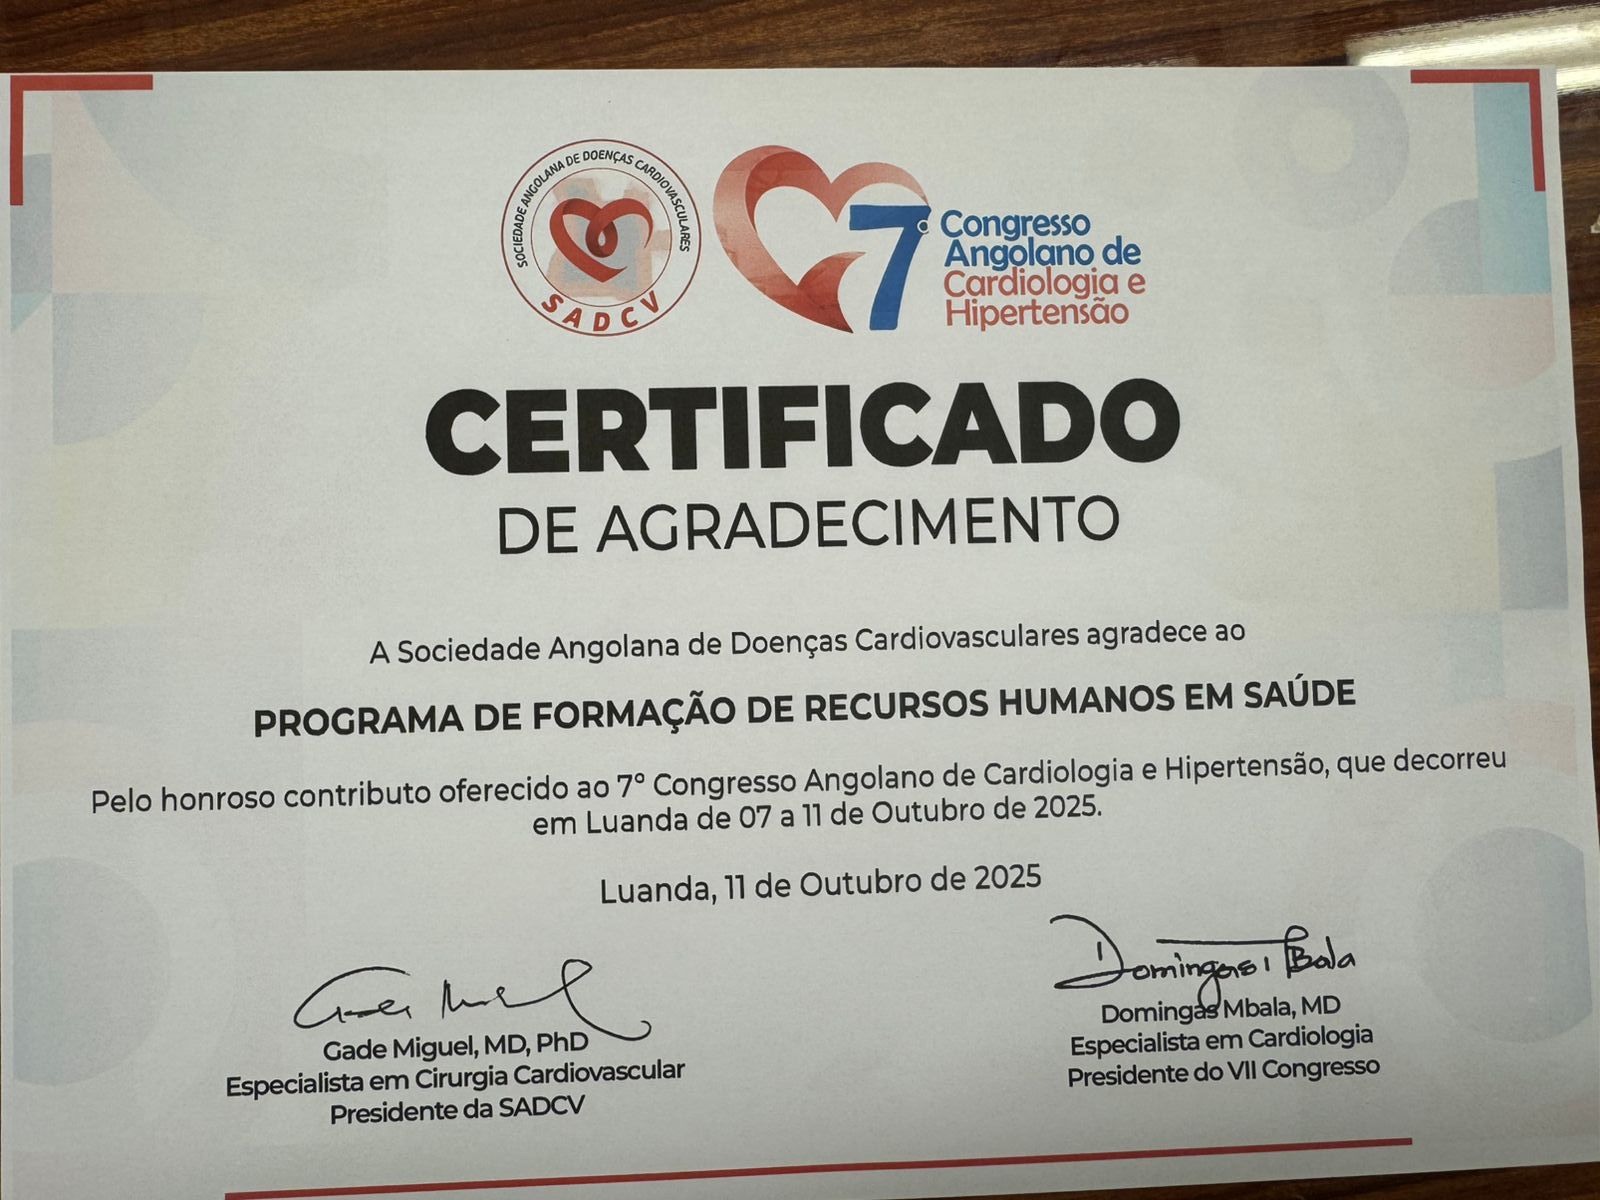 SOCIEDADE ANGOLANA DE DOENÇAS CARDIOVASCULARES
SADCV
7º Congresso
Angolano de
Cardiologia e
Hipertensão
CERTIFICADO
DE AGRADECIMENTO
A Sociedade Angolana de Doenças Cardiovasculares agradece ao
PROGRAMA DE FORMAÇÃO DE RECURSOS HUMANOS EM SAÚDE
Pelo honroso contributo oferecido ao 7º Congresso Angolano de Cardiologia e Hipertensão, que decorreu
em Luanda de 07 a 11 de Outubro de 2025.
Luanda, 11 de Outubro de 2025
Gade Miguel, MD, PhD
Especialista em Cirurgia Cardiovascular
Presidente da SADCV
Domingas Mbala
Domingas Mbala, MD
Especialista em Cardiologia
Presidente do VII Congresso